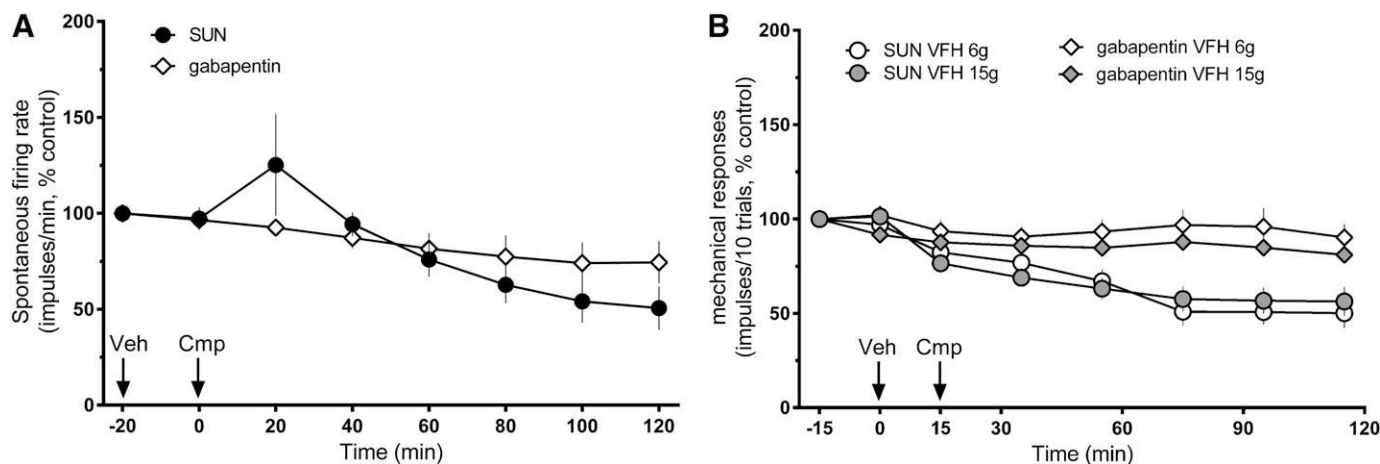 A
Spontaneous firing rate
(impulses/min, % control)
200
150
100
50
0
SUN
gabapentin
Veh
Cmp
-20
0
20
40
60
80
100
120
Time (min)
B
mechanical responses
(impulses/10 trials, % control)
200
150
100
50
0
SUN VFH 6g
SUN VFH 15g
gabapentin VFH 6g
gabapentin VFH 15g
Veh
Cmp
-15
0
15
30
60
90
120
Time (min)